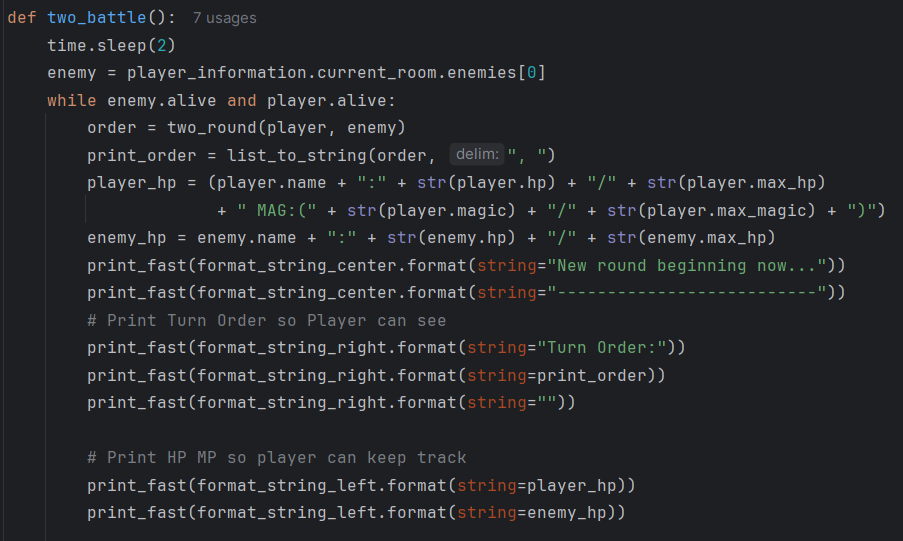 def two_battle():  7 usages
    time.sleep(2)
    enemy = player_information.current_room.enemies[0]
    while enemy.alive and player.alive:
        order = two_round(player, enemy)
        print_order = list_to_string(order, delim: ", ")
        player_hp = (player.name + ":" + str(player.hp) + "/" + str(player.max_hp)
                     + " MAG:(" + str(player.magic) + "/" + str(player.max_magic) + ")")
        enemy_hp = enemy.name + ":" + str(enemy.hp) + "/" + str(enemy.max_hp)
        print_fast(format_string_center.format(string="New round beginning now..."))
        print_fast(format_string_center.format(string="--------------------------"))
        # Print Turn Order so Player can see
        print_fast(format_string_right.format(string="Turn Order:"))
        print_fast(format_string_right.format(string=print_order))
        print_fast(format_string_right.format(string=""))

        # Print HP MP so player can keep track
        print_fast(format_string_left.format(string=player_hp))
        print_fast(format_string_left.format(string=enemy_hp))